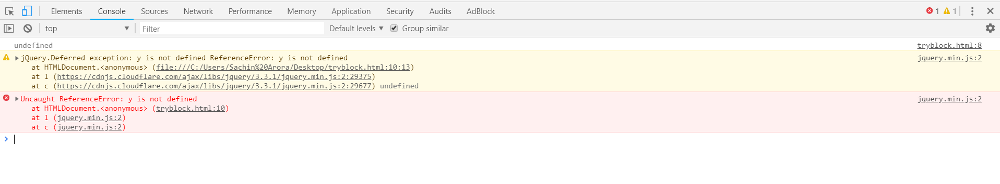 Elements Console Sources Network Performance Memory Application Security Audits AdBlock 1 1
top Filter Default levels Group similar
undefined tryblock.html:8
jQuery.Deferred exception: y is not defined ReferenceError: y is not defined jquery.min.js:2
at HTMLDocument.<anonymous> (file:///C:/Users/Sachin%20Arora/Desktop/tryblock.html:10:13)
at l (https://cdnjs.cloudflare.com/ajax/libs/jquery/3.3.1/jquery.min.js:2:29375)
at c (https://cdnjs.cloudflare.com/ajax/libs/jquery/3.3.1/jquery.min.js:2:29677) undefined
Uncaught ReferenceError: y is not defined jquery.min.js:2
at HTMLDocument.<anonymous> (tryblock.html:10)
at l (jquery.min.js:2)
at c (jquery.min.js:2)